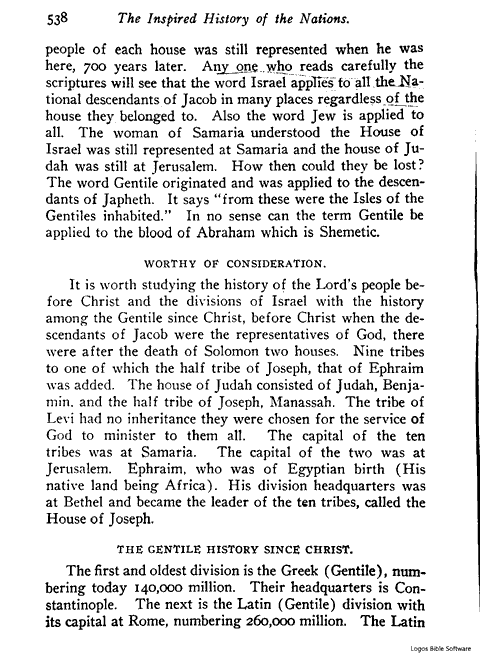 538 The Inspired History of the Nations.
people of each house was still represented when he was
here, 700 years later. Any one who reads carefully the
scriptures will see that the word Israel applies to all the Na-
tional descendants of Jacob in many places regardless of the
house they belonged to. Also the word Jew is applied to
all. The woman of Samaria understood the House of
Israel was still represented at Samaria and the house of Ju-
dah was still at Jerusalem. How then could they be lost?
The word Gentile originated and was applied to the descen-
dants of Japheth. It says "from these were the Isles of the
Gentiles inhabited." In no sense can the term Gentile be
applied to the blood of Abraham which is Shemetic.
WORTHY OF CONSIDERATION.
It is worth studying the history of the Lord's people be-
fore Christ and the divisions of Israel with the history
among the Gentile since Christ, before Christ when the de-
scendants of Jacob were the representatives of God, there
were after the death of Solomon two houses. Nine tribes
to one of which the half tribe of Joseph, that of Ephraim
was added. The house of Judah consisted of Judah, Benja-
min, and the half tribe of Joseph, Manassah. The tribe of
Levi had no inheritance they were chosen for the service of
God to minister to them all. The capital of the ten
tribes was at Samaria. The capital of the two was at
Jerusalem. Ephraim, who was of Egyptian birth (His
native land being Africa). His division headquarters was
at Bethel and became the leader of the ten tribes, called the
House of Joseph.
THE GENTILE HISTORY SINCE CHRIST.
The first and oldest division is the Greek (Gentile), num-
bering today 140,000 million. Their headquarters is Con-
stantinople. The next is the Latin (Gentile) division with
its capital at Rome, numbering 260,000 million. The Latin
Logos Bible Software